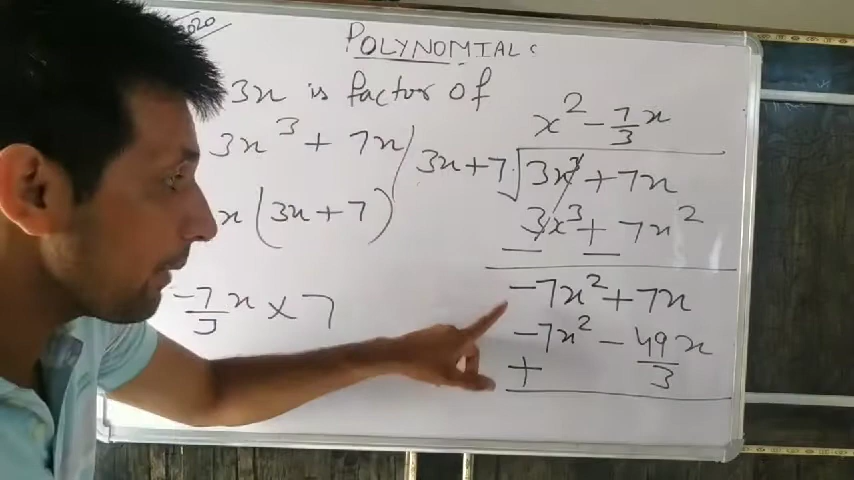 2020
POLYNOMIAL:
3x is factor of
3x³ + 7x
x(3x+7)
-7/3 x × 7
x² - 7/3 x
3x+7 √ 3x³ + 7x
3x³ + 7x²
— —
-7x² + 7x
-7x² - 49x/3
+